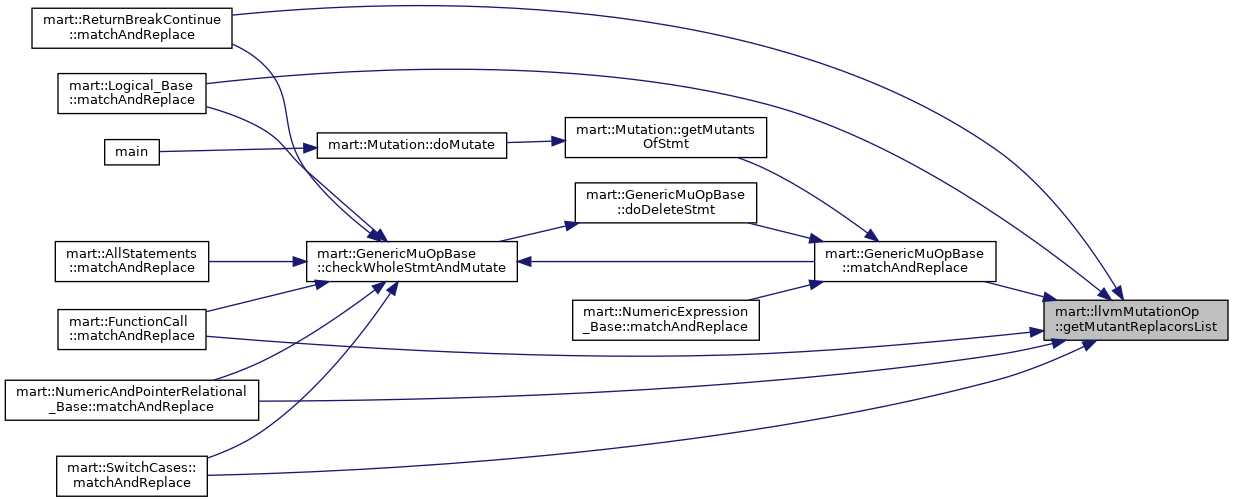 mart::ReturnBreakContinue
::matchAndReplace
mart::Logical_Base
::matchAndReplace
main
mart::Mutation::doMutate
mart::Mutation::getMutants
OfStmt
mart::GenericMuOpBase
::doDeleteStmt
mart::AllStatements
::matchAndReplace
mart::GenericMuOpBase
::checkWholeStmtAndMutate
mart::GenericMuOpBase
::matchAndReplace
mart::FunctionCall
::matchAndReplace
mart::NumericExpression
_Base::matchAndReplace
mart::llvmMutationOp
::getMutantReplacorsList
mart::NumericAndPointerRelational
_Base::matchAndReplace
mart::SwitchCases::
matchAndReplace